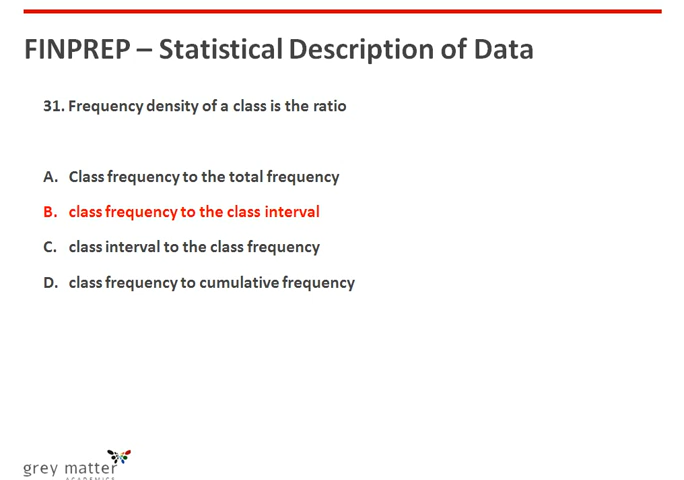 FINPREP – Statistical Description of Data
31. Frequency density of a class is the ratio
A. Class frequency to the total frequency
B. class frequency to the class interval
C. class interval to the class frequency
D. class frequency to cumulative frequency
grey matter
ACADEMICS